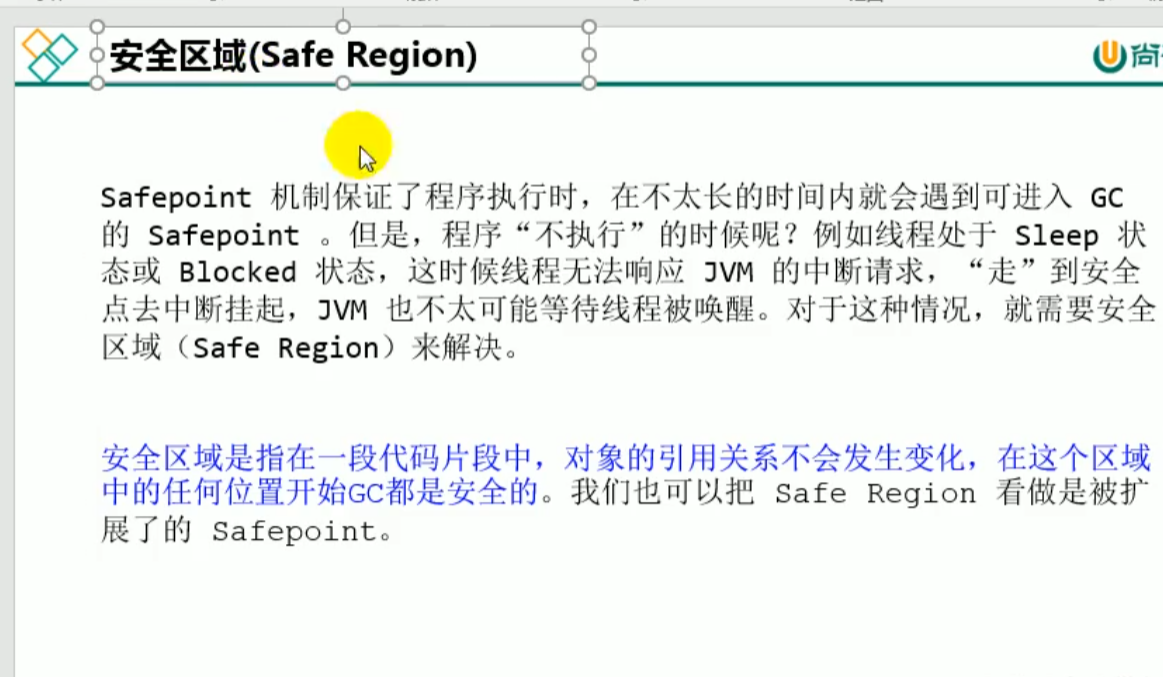 安全区域(Safe Region)
尚
Safepoint 机制保证了程序执行时，在不太长的时间内就会遇到可进入 GC
的 Safepoint 。但是，程序“不执行”的时候呢？例如线程处于 Sleep 状
态或 Blocked 状态，这时候线程无法响应 JVM 的中断请求，“走”到安全
点去中断挂起，JVM 也不太可能等待线程被唤醒。对于这种情况，就需要安全
区域（Safe Region）来解决。
安全区域是指在一段代码片段中，对象的引用关系不会发生变化，在这个区域
中的任何位置开始GC都是安全的。我们也可以把 Safe Region 看做是被扩
展了的 Safepoint。